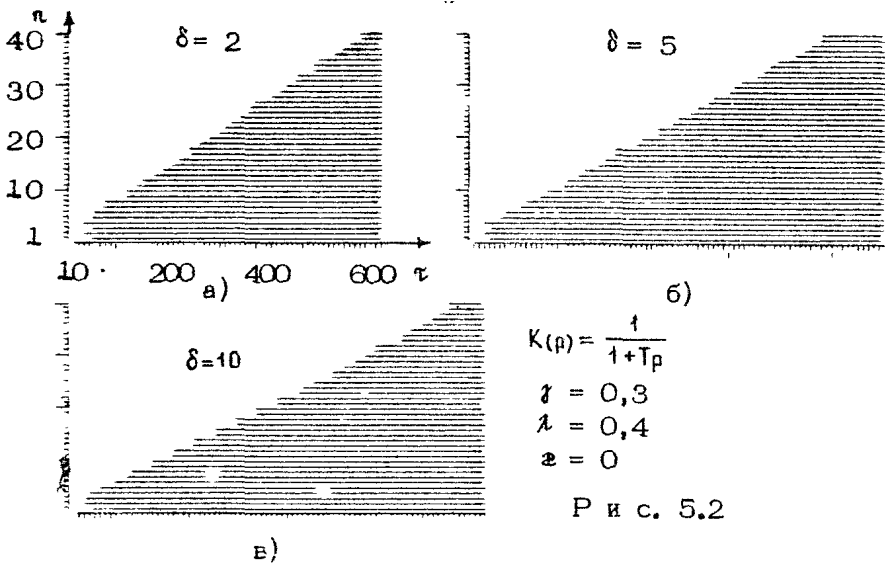 n
40
30
20
10
1
δ = 2
10 200 400 600 τ
а)
δ = 5
б)
δ=10
в)
K(p) = 1 / 1+Tp
γ = 0,3
λ = 0,4
æ = 0
Р и с. 5.2